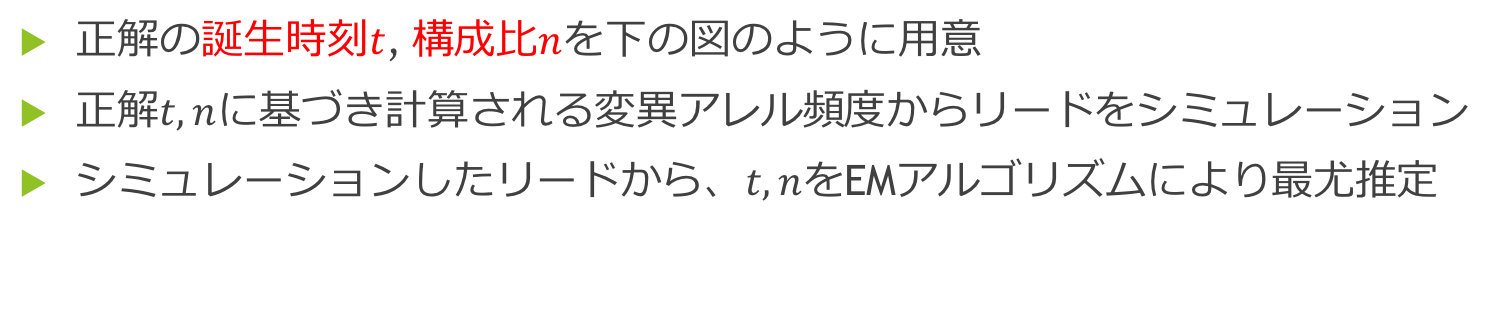 ▶ 正解の誕生時刻t, 構成比nを下の図のように用意
▶ 正解t, nに基づき計算される変異アレル頻度からリードをシミュレーション
▶ シミュレーションしたリードから、t, nをEMアルゴリズムにより最尤推定